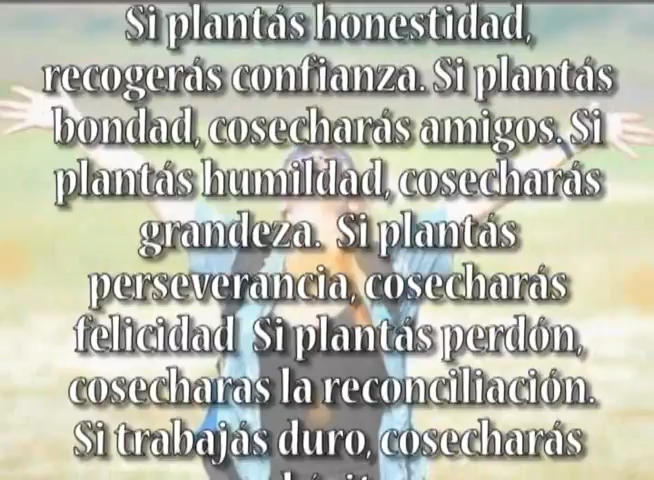 Si plantás honestidad,
recogerás confianza. Si plantás
bondad, cosecharás amigos. Si
plantás humildad, cosecharás
grandeza. Si plantás
perseverancia, cosecharás
felicidad Si plantás perdón,
cosecharas la reconciliación.
Si trabajás duro, cosecharás